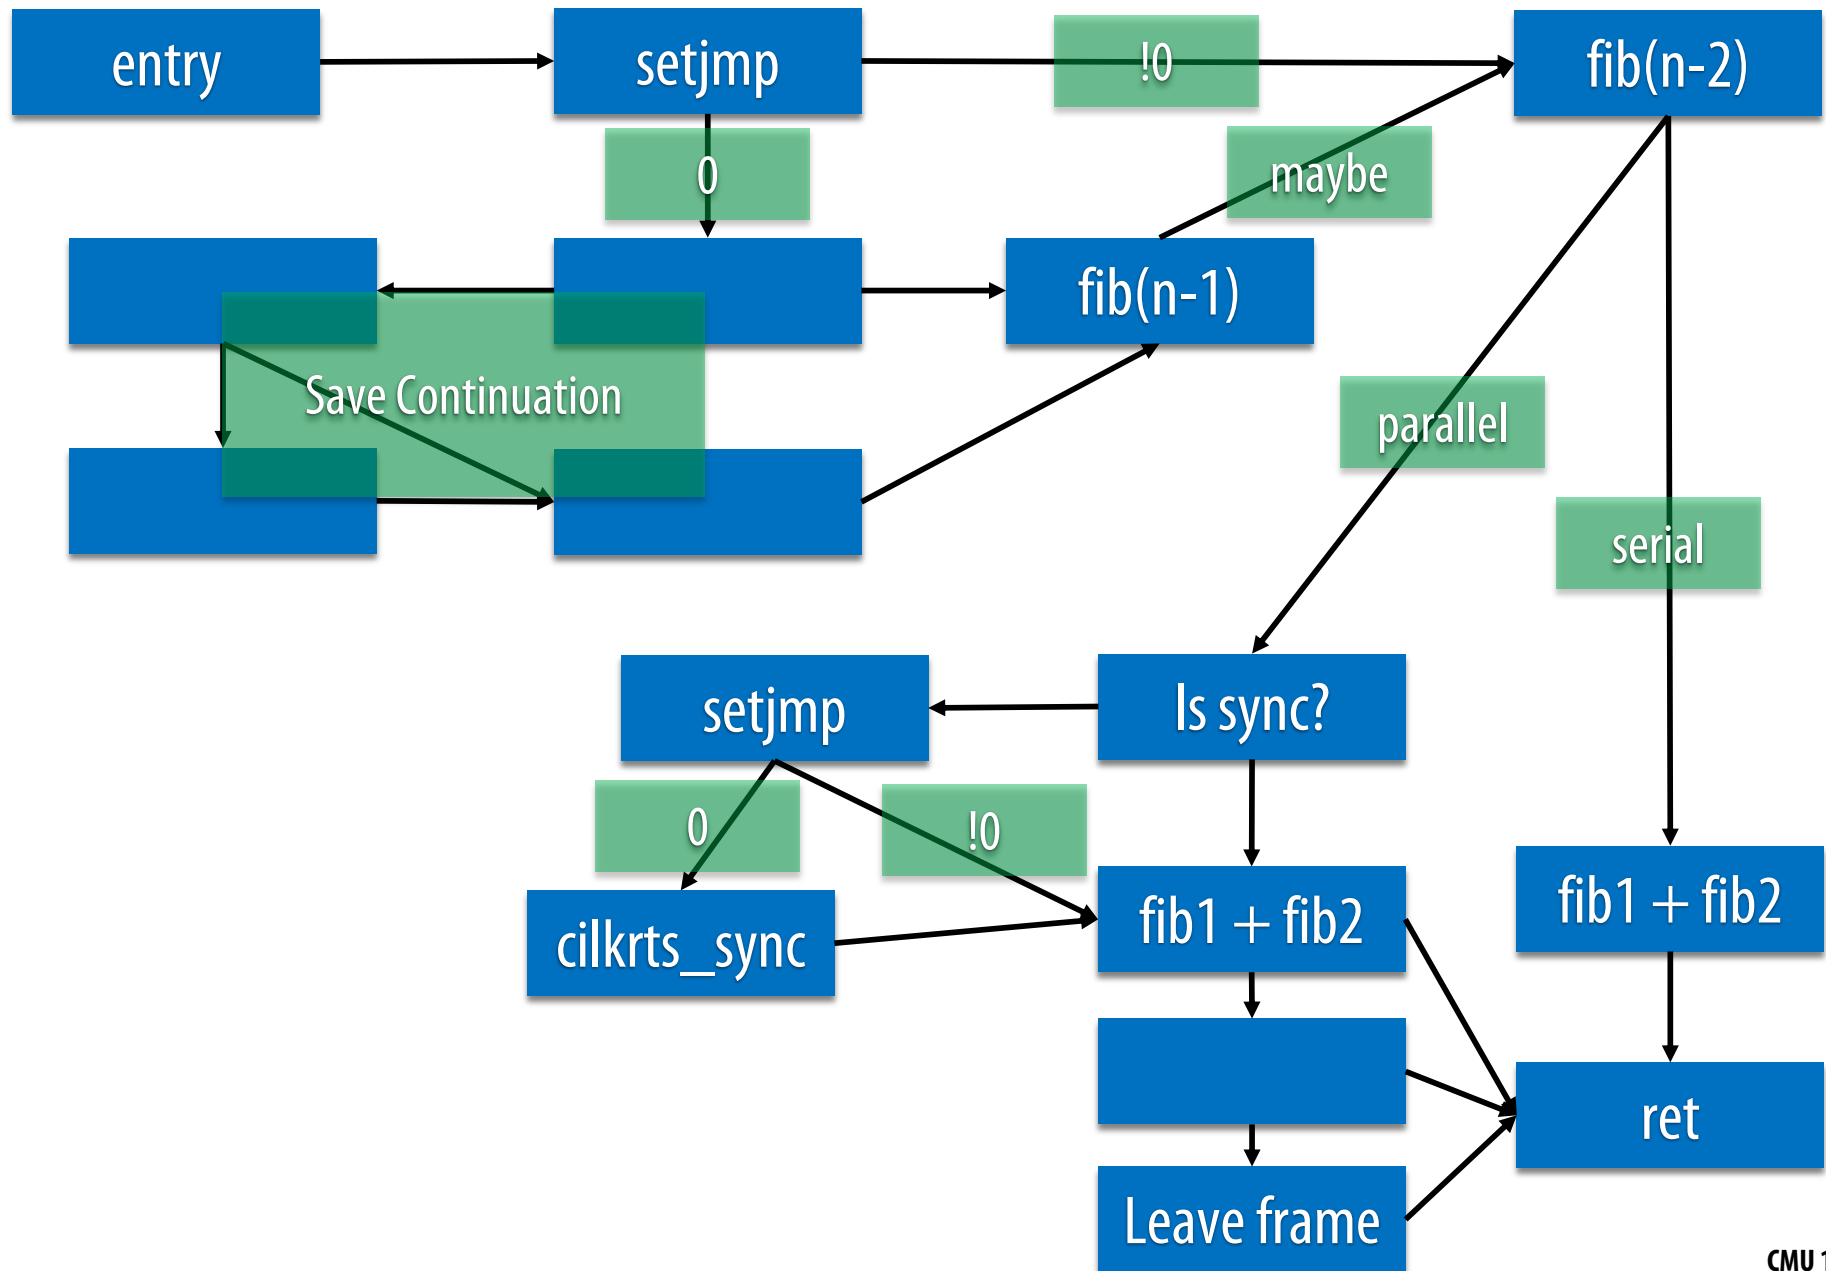 entry
setjmp
!0
fib(n-2)
0
maybe
fib(n-1)
Save Continuation
parallel
serial
setjmp
Is sync?
0
!0
cilkrts_sync
fib1 + fib2
fib1 + fib2
ret
Leave frame
CMU 1